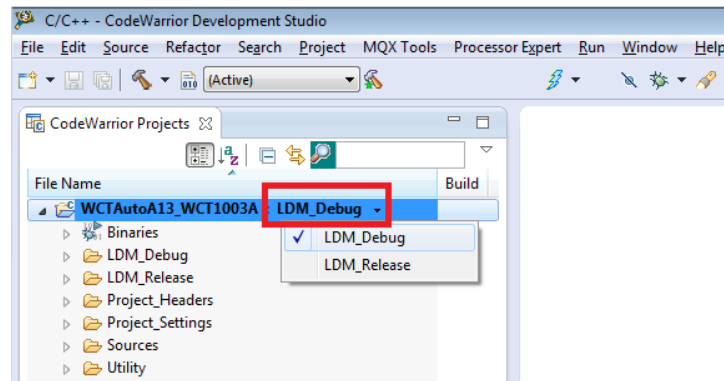 C/C++ - CodeWarrior Development Studio
File Edit Source Refactor Search Project MQX Tools Processor Expert Run Window Help
010 (Active)
CodeWarrior Projects
a z
File Name Build
WCTAutoA13_WCT1003A : LDM_Debug
Binaries
LDM_Debug
LDM_Debug
LDM_Release
LDM_Release
Project_Headers
Project_Settings
Sources
Utility